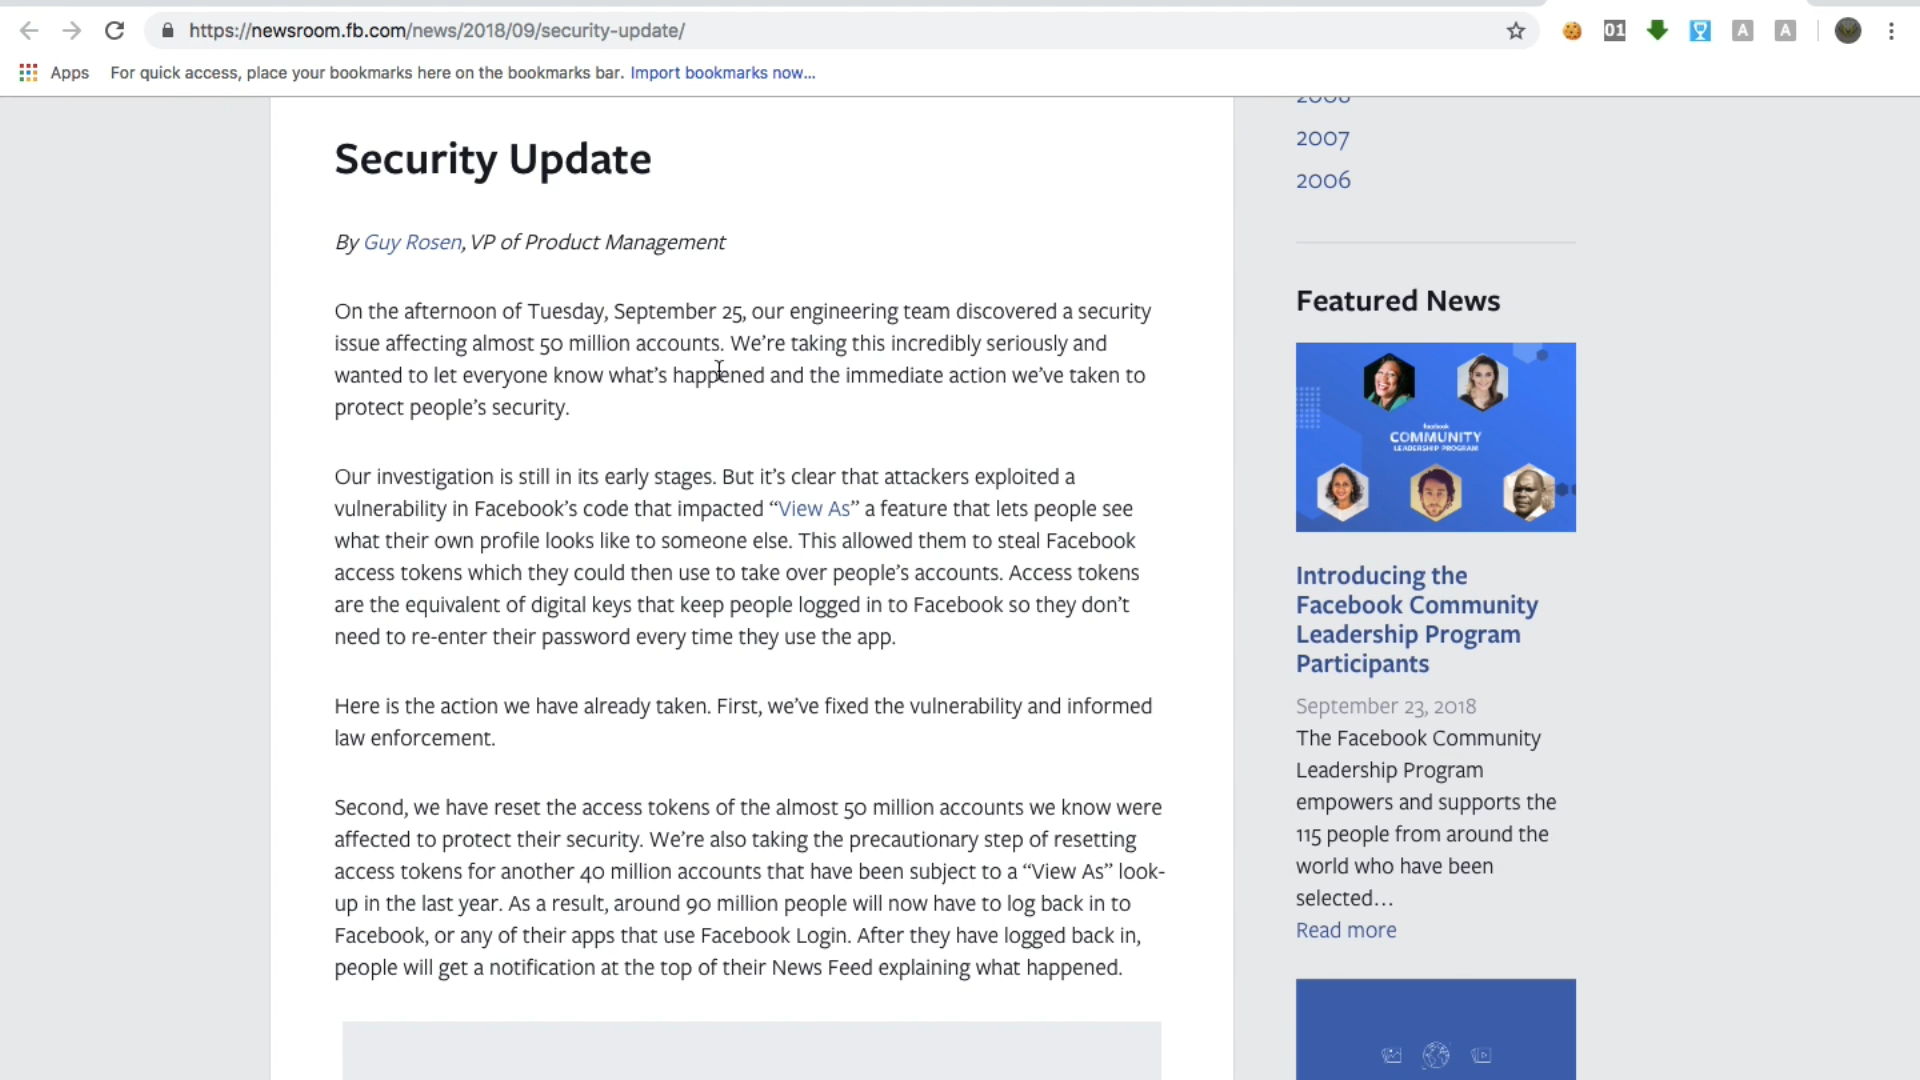 https://newsroom.fb.com/news/2018/09/security-update/
01
A
A
Apps
For quick access, place your bookmarks here on the bookmarks bar. Import bookmarks now...
Security Update
By Guy Rosen, VP of Product Management
On the afternoon of Tuesday, September 25, our engineering team discovered a security
issue affecting almost 50 million accounts. We’re taking this incredibly seriously and
wanted to let everyone know what’s happened and the immediate action we’ve taken to
protect people’s security.
Our investigation is still in its early stages. But it’s clear that attackers exploited a
vulnerability in Facebook’s code that impacted “View As” a feature that lets people see
what their own profile looks like to someone else. This allowed them to steal Facebook
access tokens which they could then use to take over people’s accounts. Access tokens
are the equivalent of digital keys that keep people logged in to Facebook so they don’t
need to re-enter their password every time they use the app.
Here is the action we have already taken. First, we’ve fixed the vulnerability and informed
law enforcement.
Second, we have reset the access tokens of the almost 50 million accounts we know were
affected to protect their security. We’re also taking the precautionary step of resetting
access tokens for another 40 million accounts that have been subject to a “View As” look-
up in the last year. As a result, around 90 million people will now have to log back in to
Facebook, or any of their apps that use Facebook Login. After they have logged back in,
people will get a notification at the top of their News Feed explaining what happened.
2008
2007
2006
Featured News
facebook
COMMUNITY
LEADERSHIP PROGRAM
Introducing the
Facebook Community
Leadership Program
Participants
September 23, 2018
The Facebook Community
Leadership Program
empowers and supports the
115 people from around the
world who have been
selected...
Read more